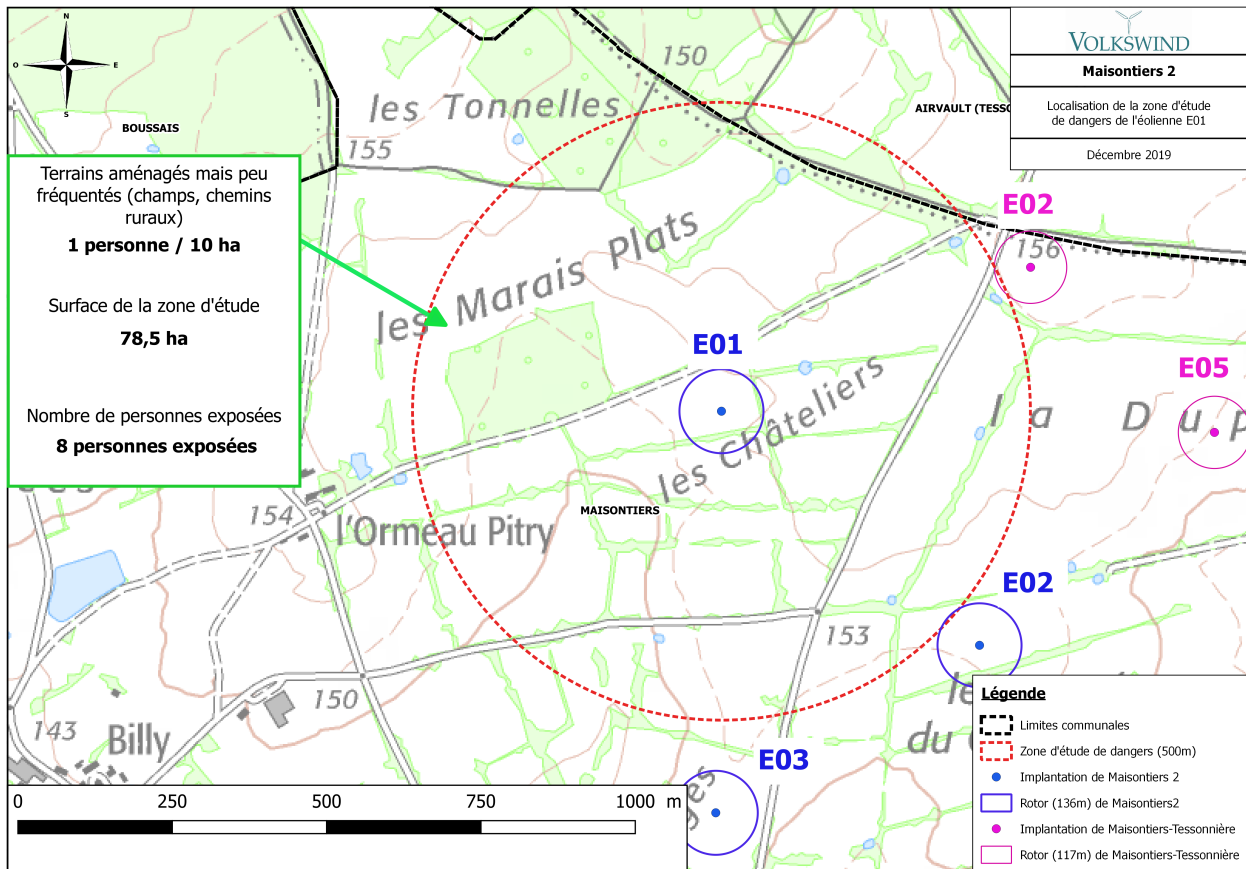 N
O
E
S
VOLKSWIND
Maisontiers 2
Localisation de la zone d'étude
de dangers de l'éolienne E01
Décembre 2019
150
les Tonnelles
BOUSSAIS
AIRVAULT (TESSO
155
Terrains aménagés mais peu
fréquentés (champs, chemins
ruraux)
1 personne / 10 ha
Surface de la zone d'étude
78,5 ha
Nombre de personnes exposées
8 personnes exposées
E02
156
les Marais Plats
E01
E05
les Châteliers
la Dup
154
l'Ormeau Pitry
MAISONTIERS
E02
153
150
143
Billy
du
E03
ges
0 250 500 750 1000 m
Légende
Limites communales
Zone d'étude de dangers (500m)
Implantation de Maisontiers 2
Rotor (136m) de Maisontiers2
Implantation de Maisontiers-Tessonnière
Rotor (117m) de Maisontiers-Tessonnière